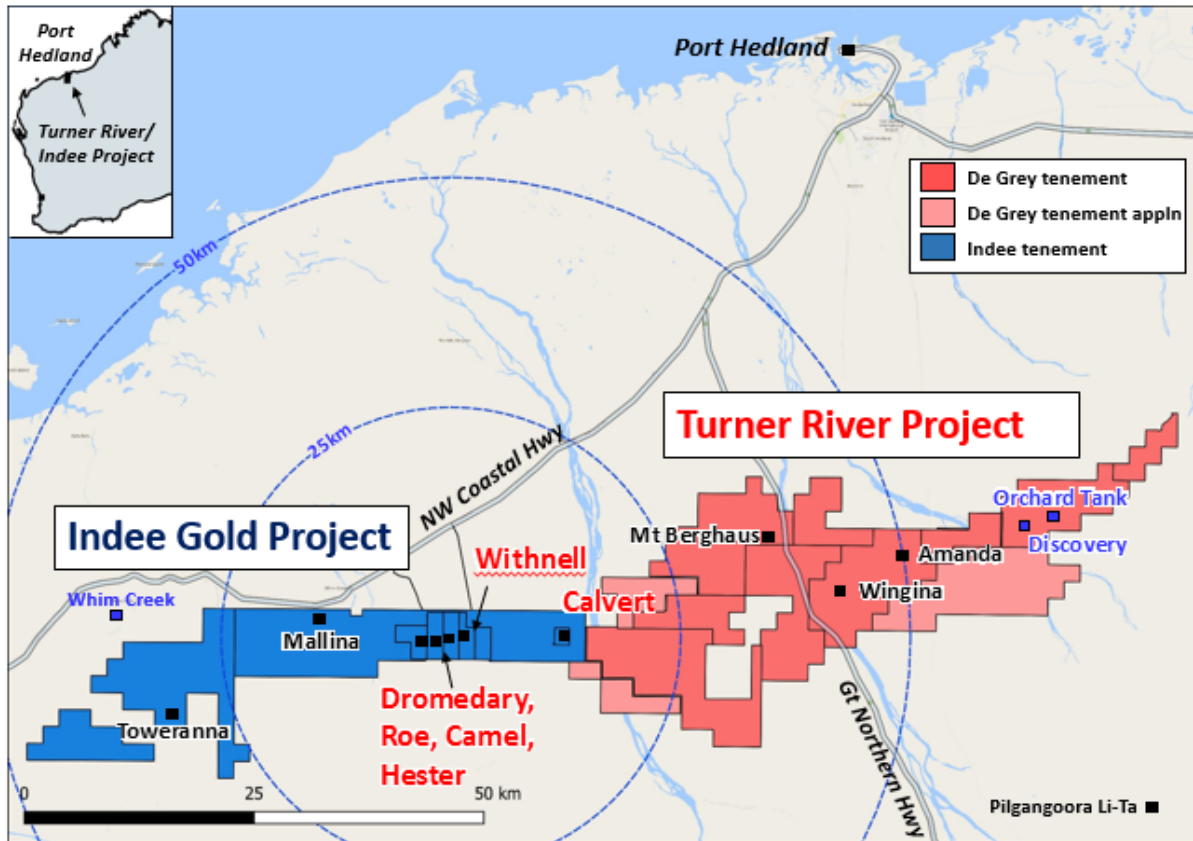 Port
Hedland
Turner River/
Indee Project
Port Hedland
De Grey tenement
De Grey tenement appln
Indee tenement
50km
25km
NW Coastal Hwy
Turner River Project
Indee Gold Project
Orchard Tank
Discovery
Mt Berghaus
Amanda
Wingina
Withnell
Calvert
Whim Creek
Mallina
Toweranna
Dromedary,
Roe, Camel,
Hester
Gt Northern Hwy
0
25
50 km
Pilgangoora Li-Ta